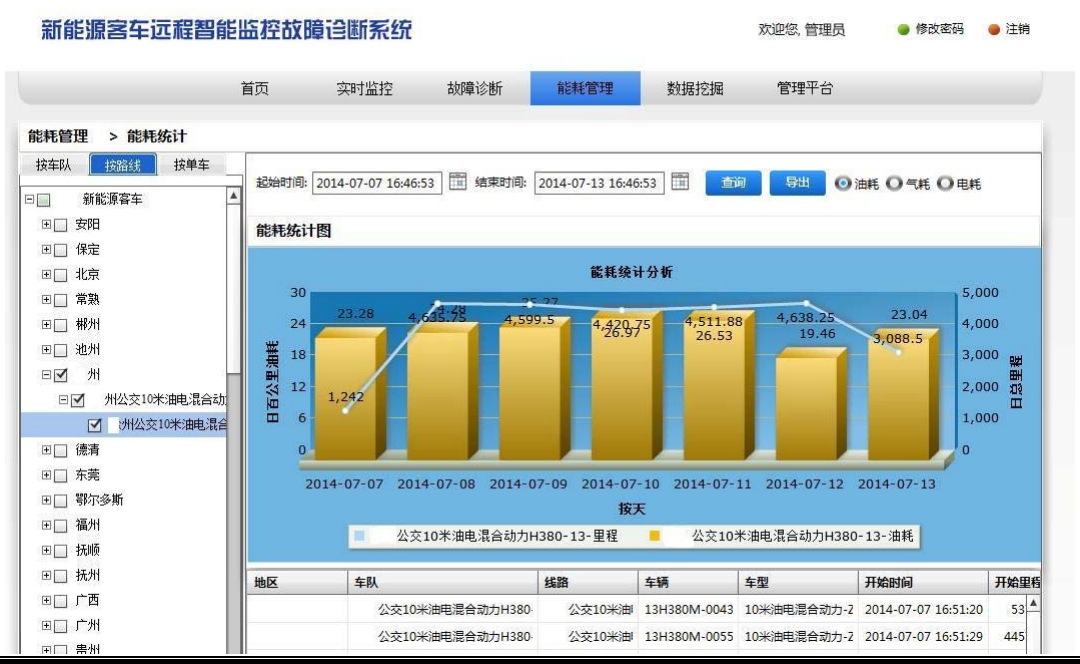 新能源客车远程智能监控故障诊断系统
欢迎您, 管理员 修改密码 注销
首页 实时监控 故障诊断 能耗管理 数据挖掘 管理平台
能耗管理 > 能耗统计
按车队 按路线 按单车
新能源客车
安阳
保定
北京
常熟
郴州
池州
州
州公交10米油电混合动
州公交10米油电混合
德清
东莞
鄂尔多斯
福州
抚顺
抚州
广西
广州
贵州
起始时间: 2014-07-07 16:46:53 结束时间: 2014-07-13 16:46:53 查询 导出 油耗 气耗 电耗
能耗统计图
能耗统计分析
30
24
18
12
6
0
日百公里油耗
23.28 24.28 25.27 26.97 26.53 19.46 23.04
1,242 4,635.75 4,599.5 4,420.75 4,511.88 4,638.25 3,088.5
5,000
4,000
3,000
2,000
1,000
0
日总里程
2014-07-07 2014-07-08 2014-07-09 2014-07-10 2014-07-11 2014-07-12 2014-07-13
按天
公交10米油电混合动力H380-13-里程 公交10米油电混合动力H380-13-油耗
地区 车队 线路 车辆 车型 开始时间 开始里程
公交10米油电混合动力H380- 公交10米油 13H380M-0043 10米油电混合动力-Z 2014-07-07 16:51:20 53
公交10米油电混合动力H380- 公交10米油 13H380M-0055 10米油电混合动力-Z 2014-07-07 16:51:29 445